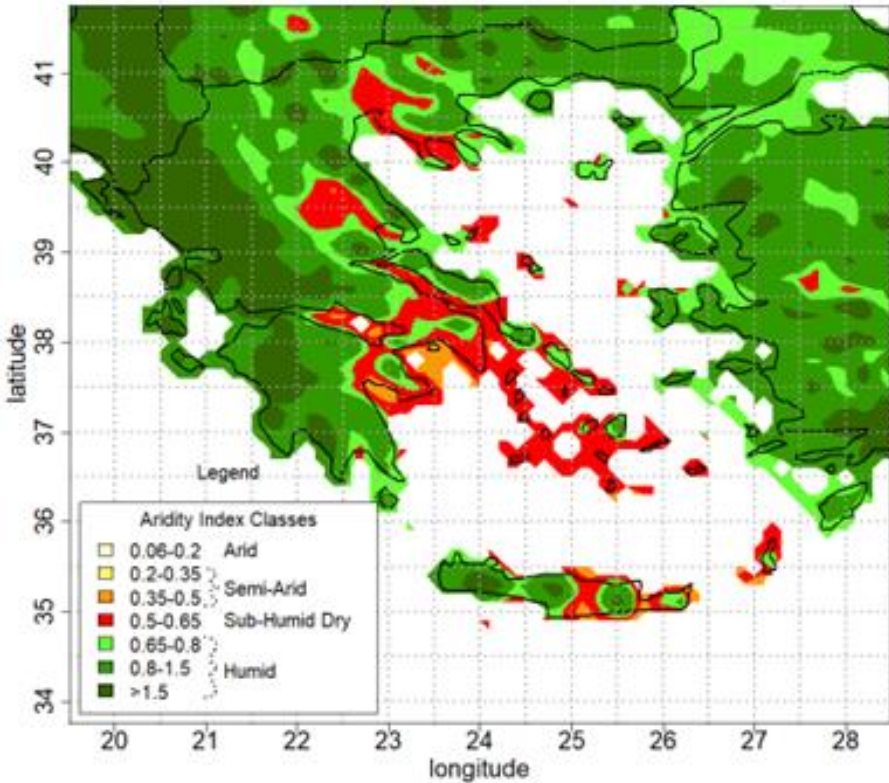 41
40
39
38
37
36
35
34
latitude
Legend
Aridity Index Classes
0.06-0.2 Arid
0.2-0.35
Semi-Arid
0.35-0.5
0.5-0.65 Sub-Humid Dry
0.65-0.8
0.8-1.5 Humid
>1.5
20 21 22 23 24 25 26 27 28
longitude